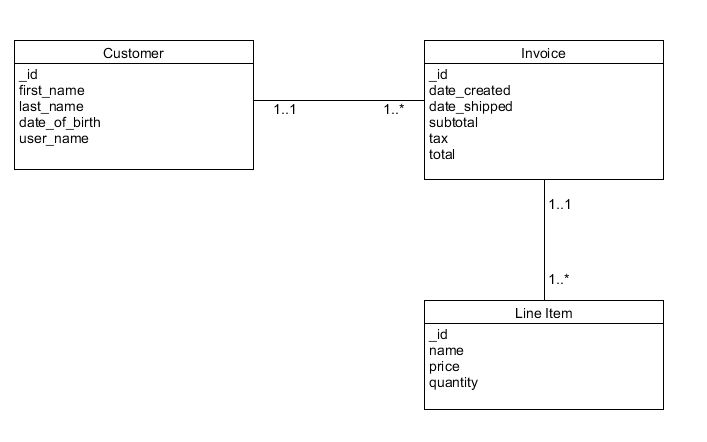 Customer
_id
first_name
last_name
date_of_birth
user_name
1..1
1..*
Invoice
_id
date_created
date_shipped
subtotal
tax
total
1..1
1..*
Line Item
_id
name
price
quantity